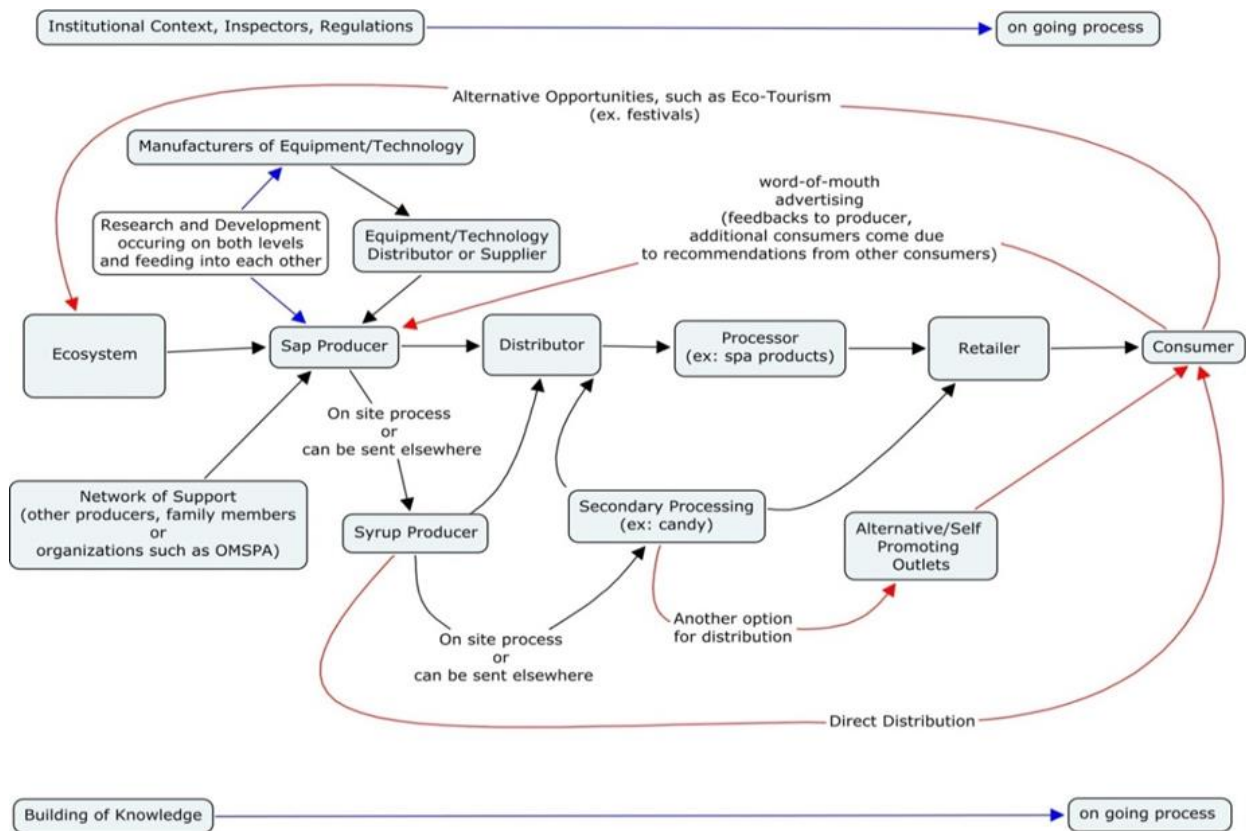 Institutional Context, Inspectors, Regulations
on going process
Alternative Opportunities, such as Eco-Tourism
(ex. festivals)
Manufacturers of Equipment/Technology
word-of-mouth
advertising
(feedbacks to producer,
additional consumers come due
to recommendations from other consumers)
Research and Development
occuring on both levels
and feeding into each other
Equipment/Technology
Distributor or Supplier
Ecosystem
Sap Producer
Distributor
Processor
(ex: spa products)
Retailer
Consumer
On site process
or
can be sent elsewhere
Network of Support
(other producers, family members
or
organizations such as OMSPA)
Syrup Producer
Secondary Processing
(ex: candy)
Alternative/Self
Promoting
Outlets
Another option
for distribution
On site process
or
can be sent elsewhere
Direct Distribution
Building of Knowledge
on going process